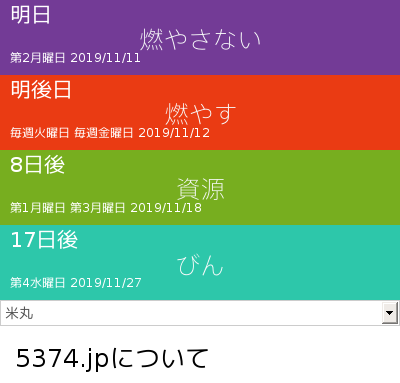 明日
燃やさない
第2月曜日 2019/11/11
明後日
燃やす
毎週火曜日 毎週金曜日 2019/11/12
8日後
資源
第1月曜日 第3月曜日 2019/11/18
17日後
びん
第4水曜日 2019/11/27
米丸
5374.jpについて